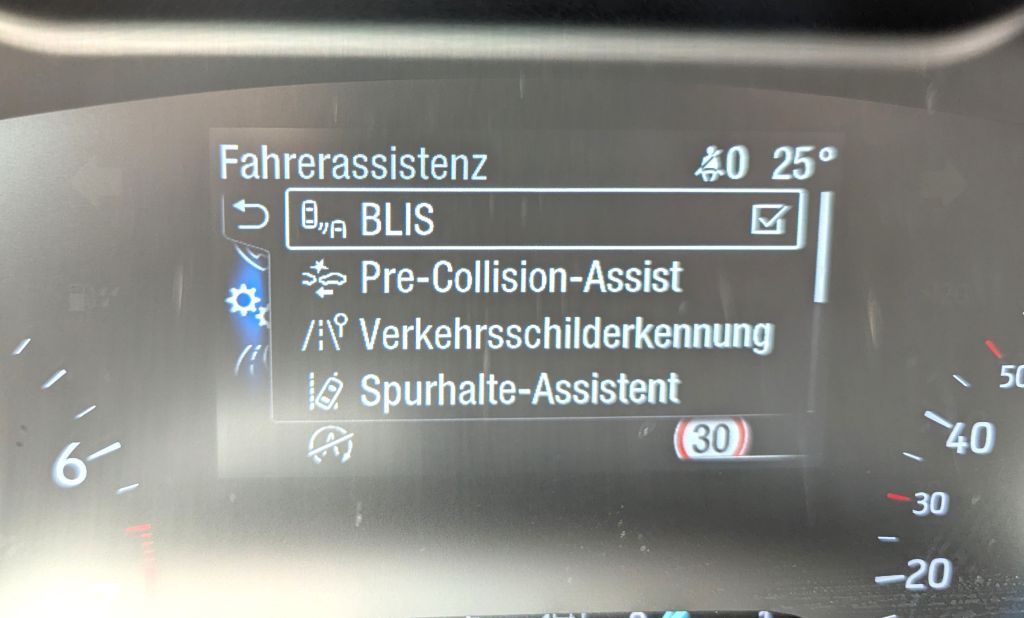 Fahrerassistenz 0 25°
BLIS
Pre-Collision-Assist
Verkehrsschilderkennung
Spurhalte-Assistent
30
6
50
40
30
20